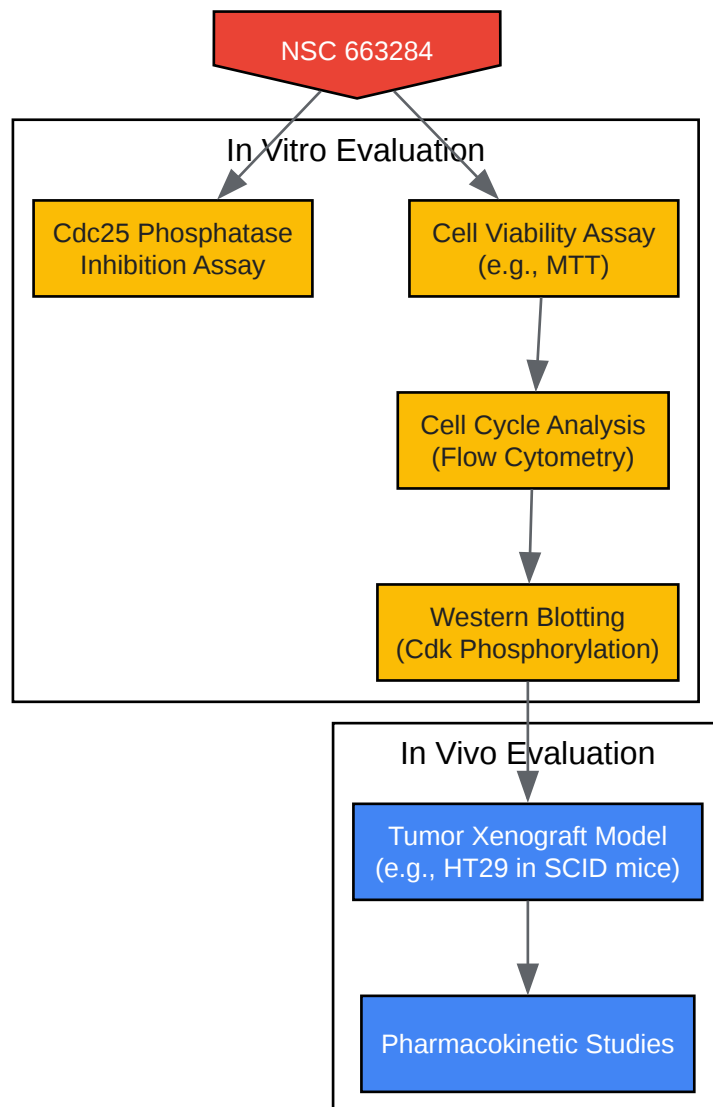 NSC 663284
In Vitro Evaluation
Cdc25 Phosphatase
Inhibition Assay
Cell Viability Assay
(e.g., MTT)
Cell Cycle Analysis
(Flow Cytometry)
Western Blotting
(Cdk Phosphorylation)
In Vivo Evaluation
Tumor Xenograft Model
(e.g., HT29 in SCID mice)
Pharmacokinetic Studies